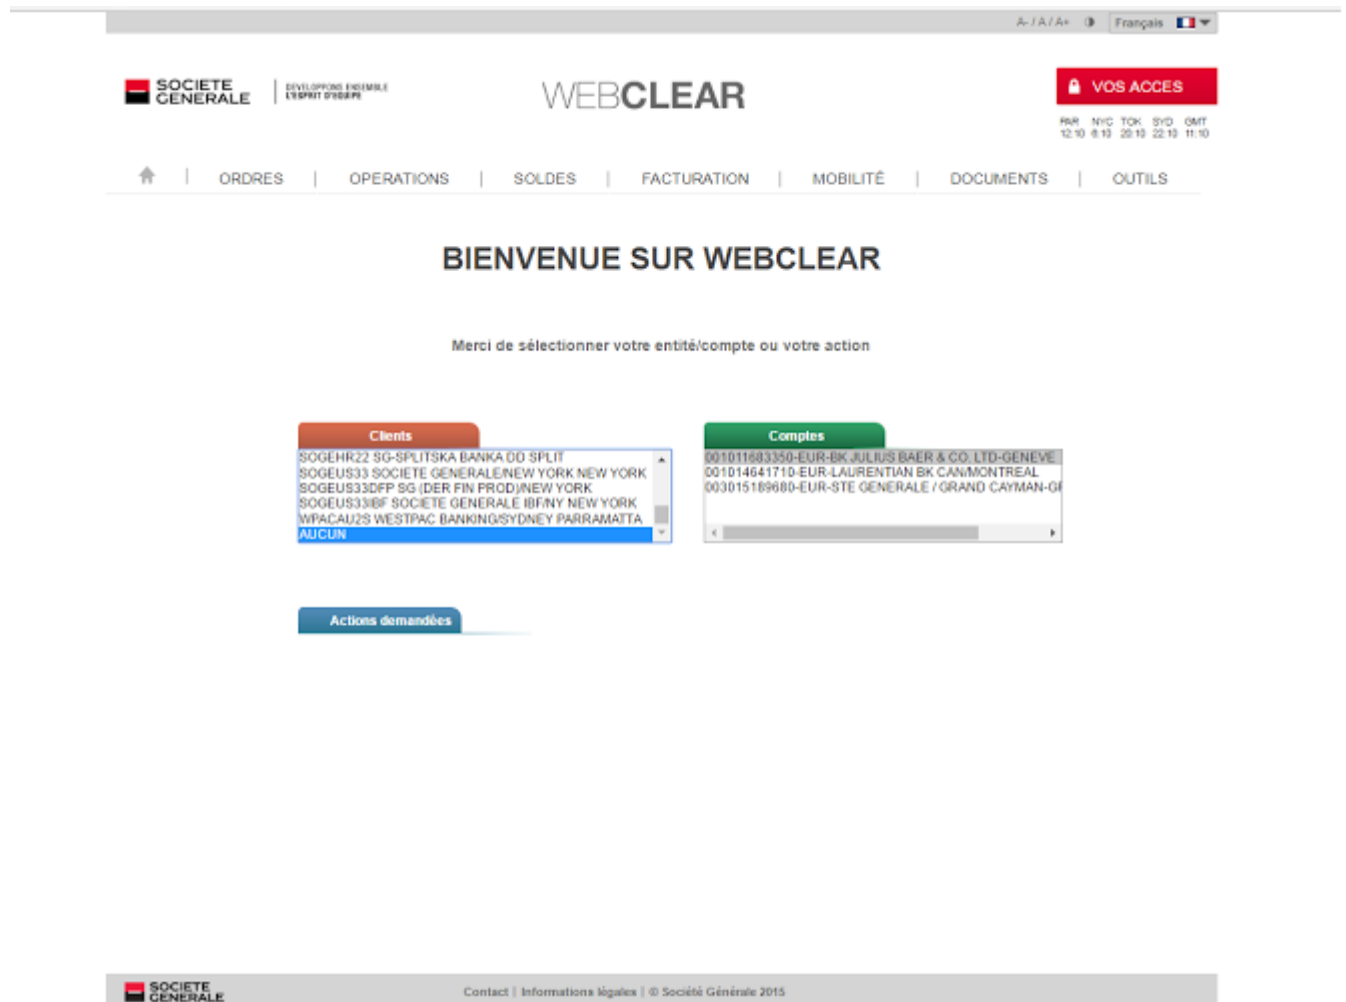 A- / A / A+ Français
SOCIETE
GENERALE
DEVELOPPONS ENSEMBLE
L'ESPRIT D'EQUIPE
WEBCLEAR
VOS ACCES
PAR NYC TOK SYD GMT
12:10 6:10 20:10 22:10 11:10
ORDRES | OPERATIONS | SOLDES | FACTURATION | MOBILITÉ | DOCUMENTS | OUTILS
BIENVENUE SUR WEBCLEAR
Merci de sélectionner votre entité/compte ou votre action
Clients
SOGEHR22 SG-SPLITSKA BANKA DD SPLIT
SOGEUS33 SOCIETE GENERALE/NEW YORK NEW YORK
SOGEUS33DFP SG (DER FIN PROD)/NEW YORK
SOGEUS33IBF SOCIETE GENERALE IBF/NY NEW YORK
WPACAU2S WESTPAC BANKING/SYDNEY PARRAMATTA
AUCUN
Comptes
001011683350-EUR-BK JULIUS BAER & CO. LTD-GENEVE
001014641710-EUR-LAURENTIAN BK CAN/MONTREAL
003015189680-EUR-STE GENERALE / GRAND CAYMAN-GR
Actions demandées
SOCIETE
GENERALE
Contact | Informations légales | © Société Générale 2015